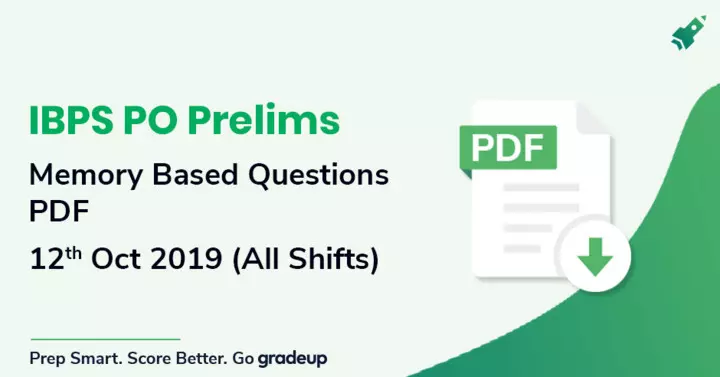 IBPS PO Prelims
Memory Based Questions
PDF
12th Oct 2019 (All Shifts)
PDF
Prep Smart. Score Better. Go gradeup